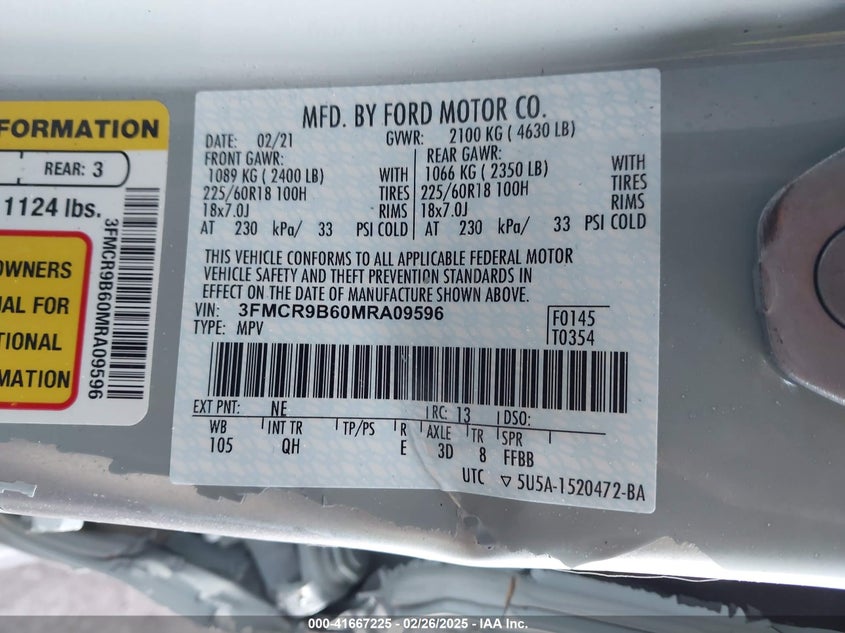 FORMATION
REAR: 3
1124 lbs.
OWNERS
UAL FOR
TIONAL
RMATION
3FMCR9B60MRA09596
MFD. BY FORD MOTOR CO.
DATE: 02/21 GVWR: 2100 KG ( 4630 LB)
FRONT GAWR: REAR GAWR:
1089 KG ( 2400 LB) WITH 1066 KG ( 2350 LB) WITH
225/60R18 100H TIRES 225/60R18 100H TIRES
18x7.0J RIMS 18x7.0J RIMS
AT 230 kPa/ 33 PSI COLD AT 230 kPa/ 33 PSI COLD
THIS VEHICLE CONFORMS TO ALL APPLICABLE FEDERAL MOTOR
VEHICLE SAFETY AND THEFT PREVENTION STANDARDS IN
EFFECT ON THE DATE OF MANUFACTURE SHOWN ABOVE.
VIN: 3FMCR9B60MRA09596 F0145
TYPE: MPV T0354
EXT PNT: NE RC: 13 DSO:
WB INT TR TP/PS R AXLE TR SPR
105 QH E 3D 8 FFBB
UTC ▽ 5U5A-1520472-BA
000-41667225 - 02/26/2025 - IAA Inc.